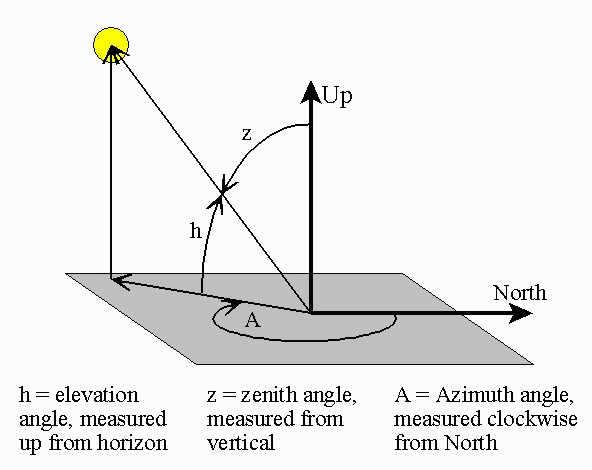 Up
z
h
North
A
h = elevation
angle, measured
up from horizon
z = zenith angle,
measured from
vertical
A = Azimuth angle,
measured clockwise
from North